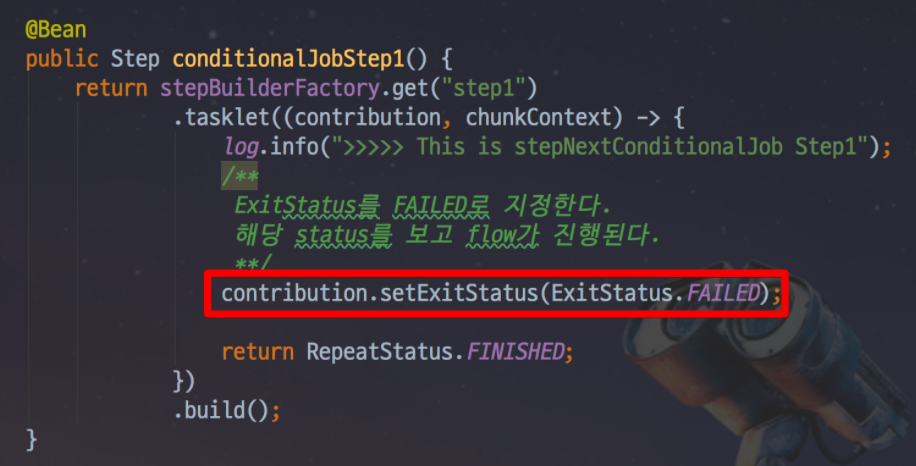 @Bean
public Step conditionalJobStep1() {
return stepBuilderFactory.get("step1")
.tasklet((contribution, chunkContext) -> {
log.info(">>>>> This is stepNextConditionalJob Step1");
/**
ExitStatus를 FAILED로 지정한다.
해당 status를 보고 flow가 진행된다.
**/
contribution.setExitStatus(ExitStatus.FAILED);
return RepeatStatus.FINISHED;
})
.build();
}